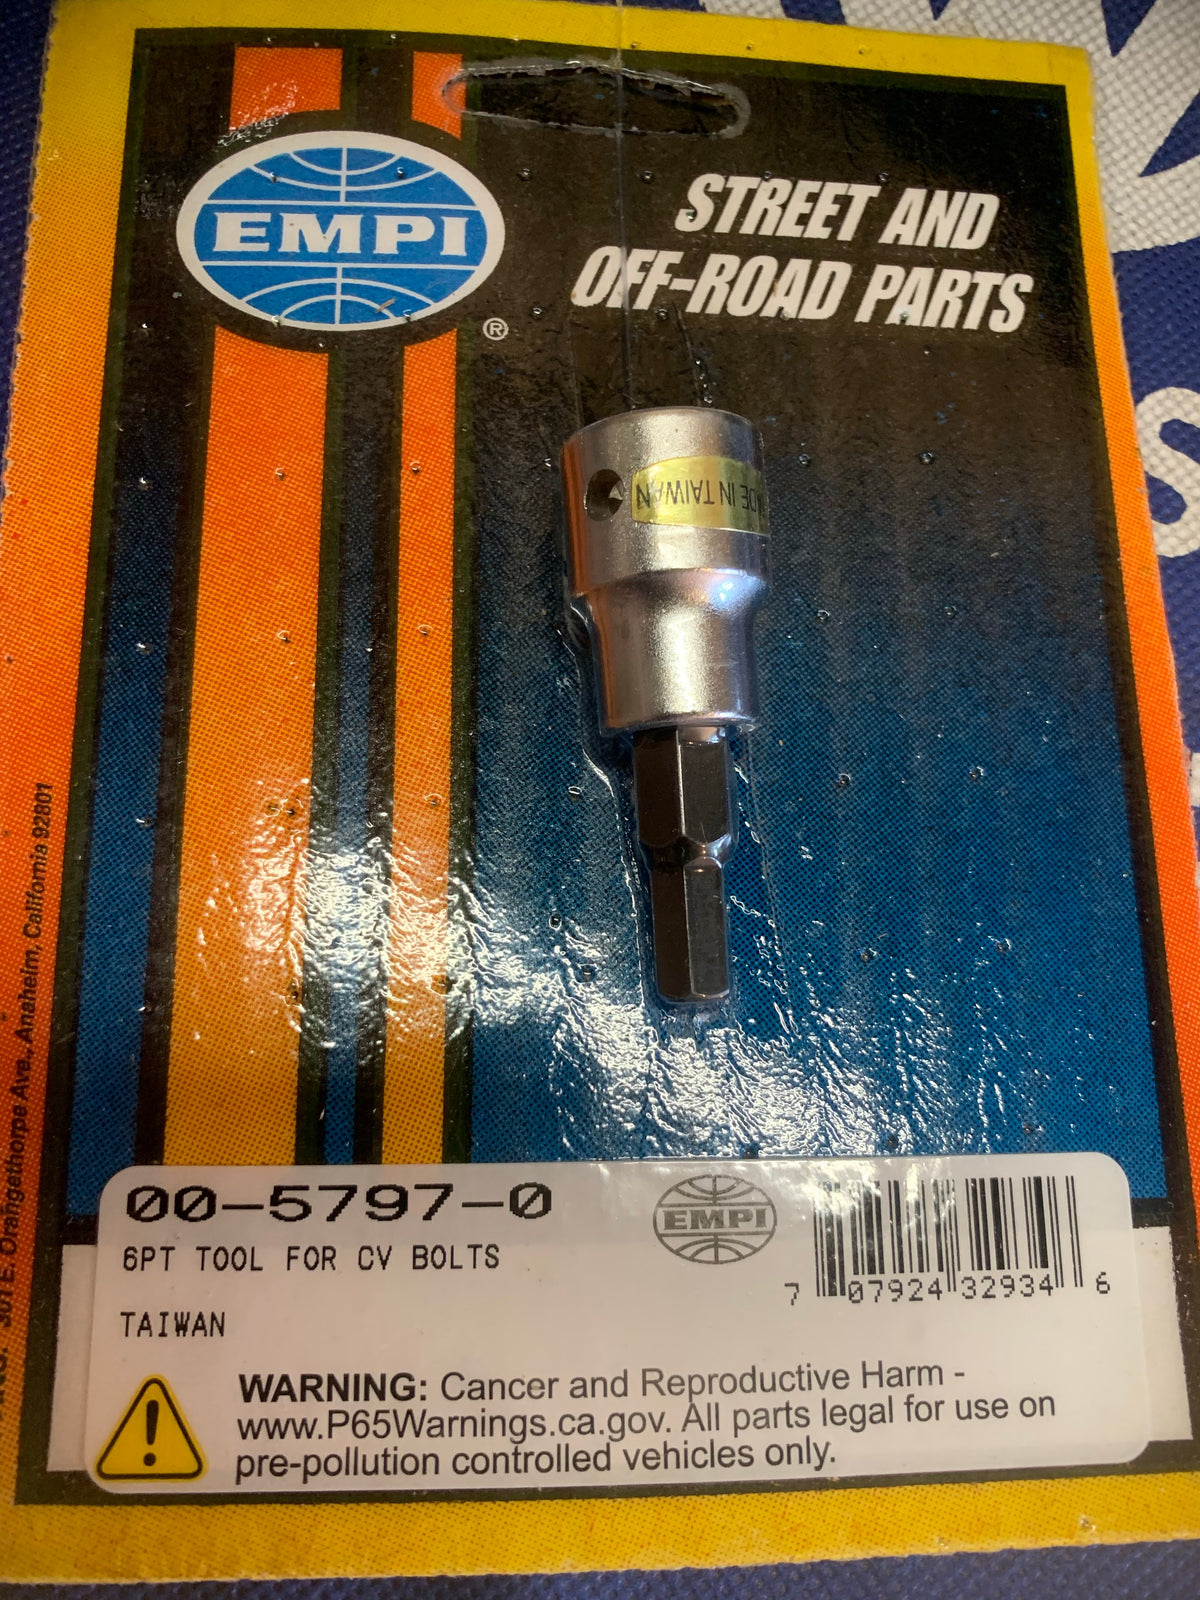 EMPI
®
STREET AND
OFF-ROAD PARTS
MADE IN TAIWAN
301 E. Orangethorpe Ave., Anaheim, California 92801
00-5797-0
6PT TOOL FOR CV BOLTS
TAIWAN
EMPI
7 07924 32934 6
WARNING: Cancer and Reproductive Harm -
www.P65Warnings.ca.gov. All parts legal for use on
pre-pollution controlled vehicles only.